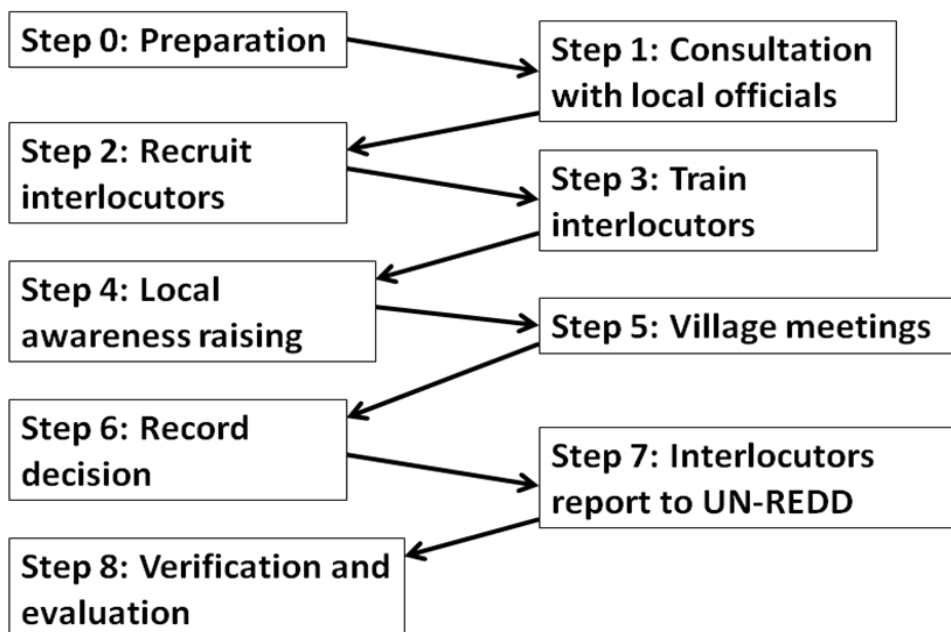 Step 0: Preparation
Step 1: Consultation
with local officials
Step 2: Recruit
interlocutors
Step 3: Train
interlocutors
Step 4: Local
awareness raising
Step 5: Village meetings
Step 6: Record
decision
Step 7: Interlocutors
report to UN-REDD
Step 8: Verification and
evaluation